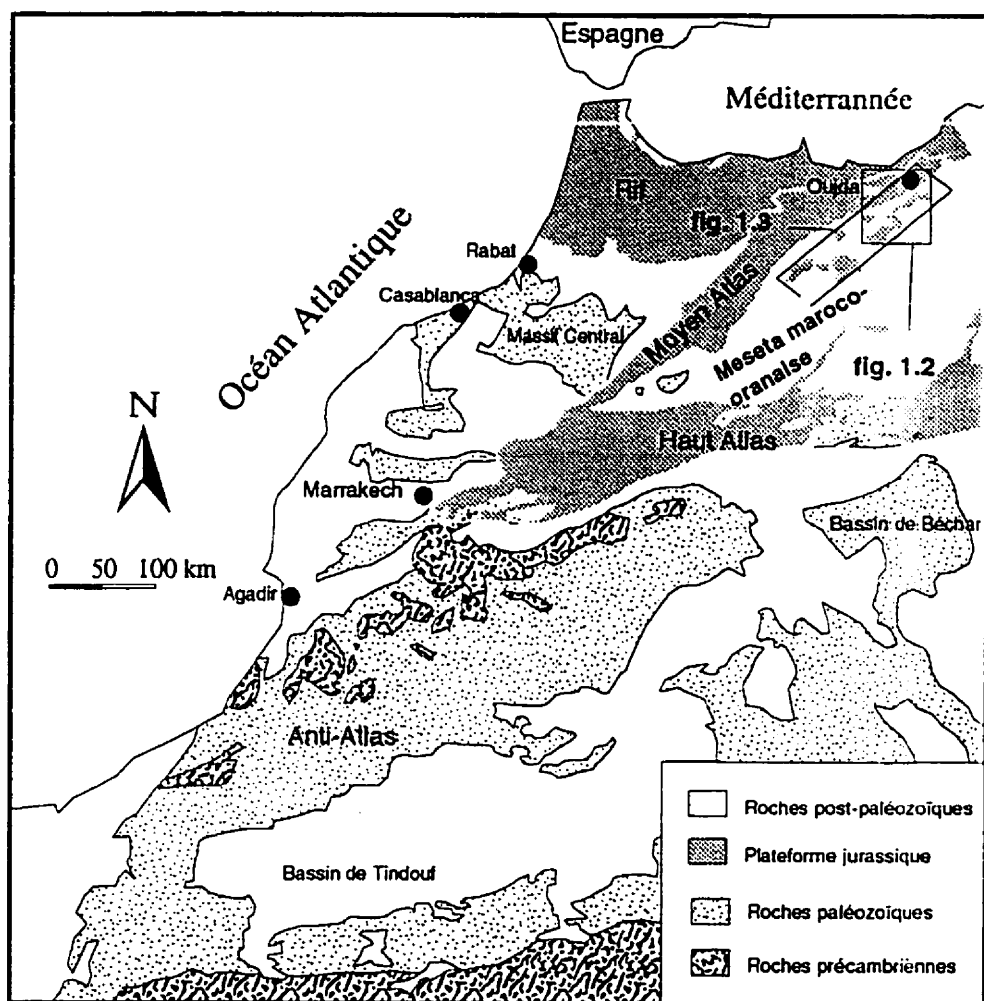 Espagne
Méditerrannée
Rif
Oujda
fig. 1.3
Océan Atlantique
Rabat
Casablanca
Massif Central
Moyen Atlas
Meseta maroco-
oranaise
fig. 1.2
N
Haut Atlas
Marrakech
Bassin de Béchar
0 50 100 km
Agadir
Anti-Atlas
Bassin de Tindouf
Roches post-paléozoïques
Plateforme jurassique
Roches paléozoïques
Roches précambriennes